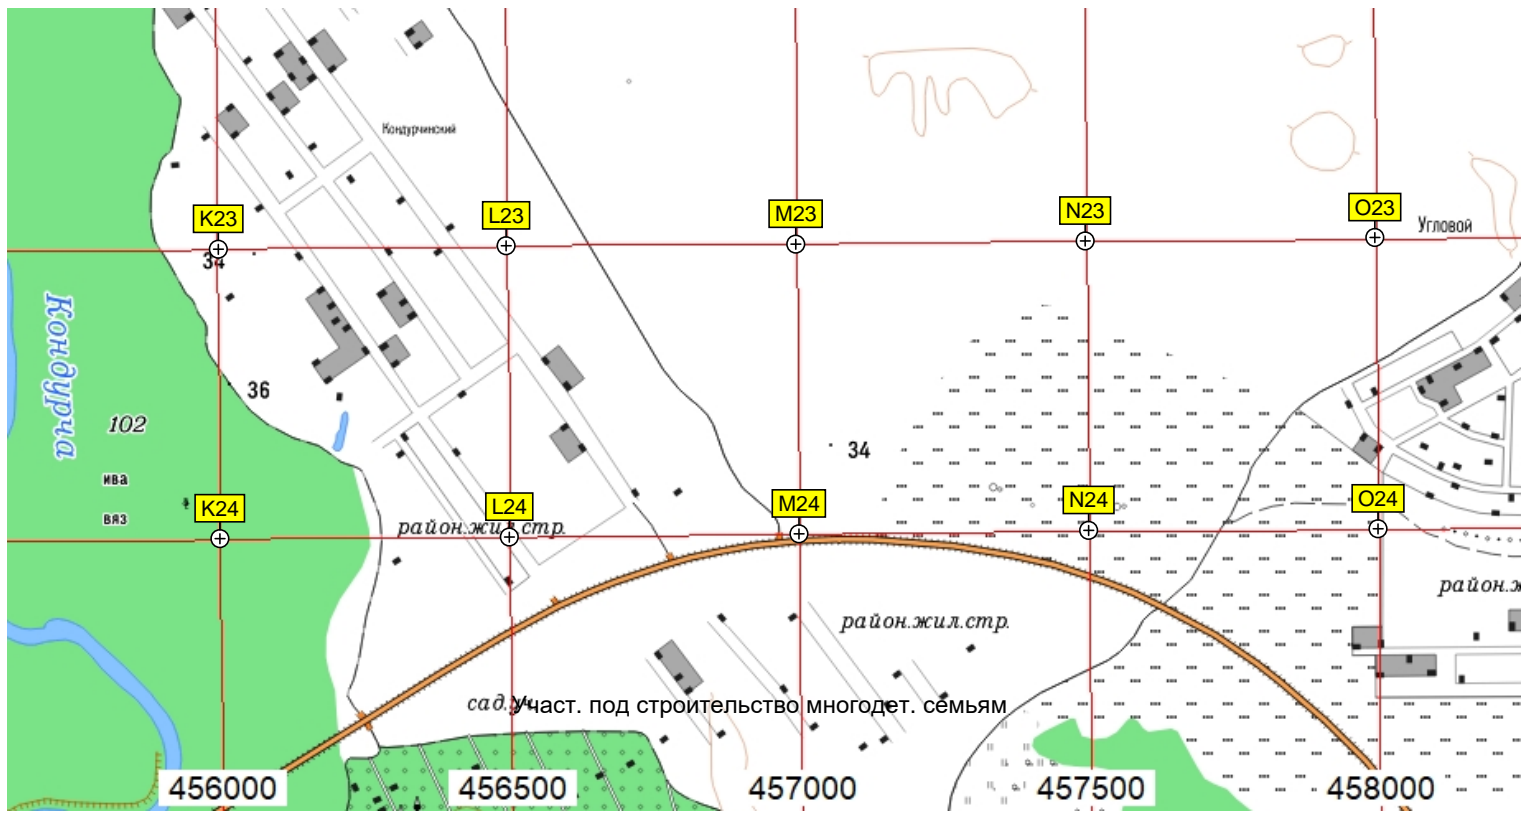 Кондурчинский
K23
L23
M23
N23
O23
Угловой
34
Кондурча
36
102
34
ива
вяз
K24
L24
M24
N24
O24
район.жил.стр.
район.ж
район.жил.стр.
сад.уч.
Участ. под строительство многодет. семьям
456000
456500
457000
457500
458000